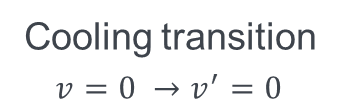 Cooling transition
𝑣 = 0 → 𝑣′ = 0